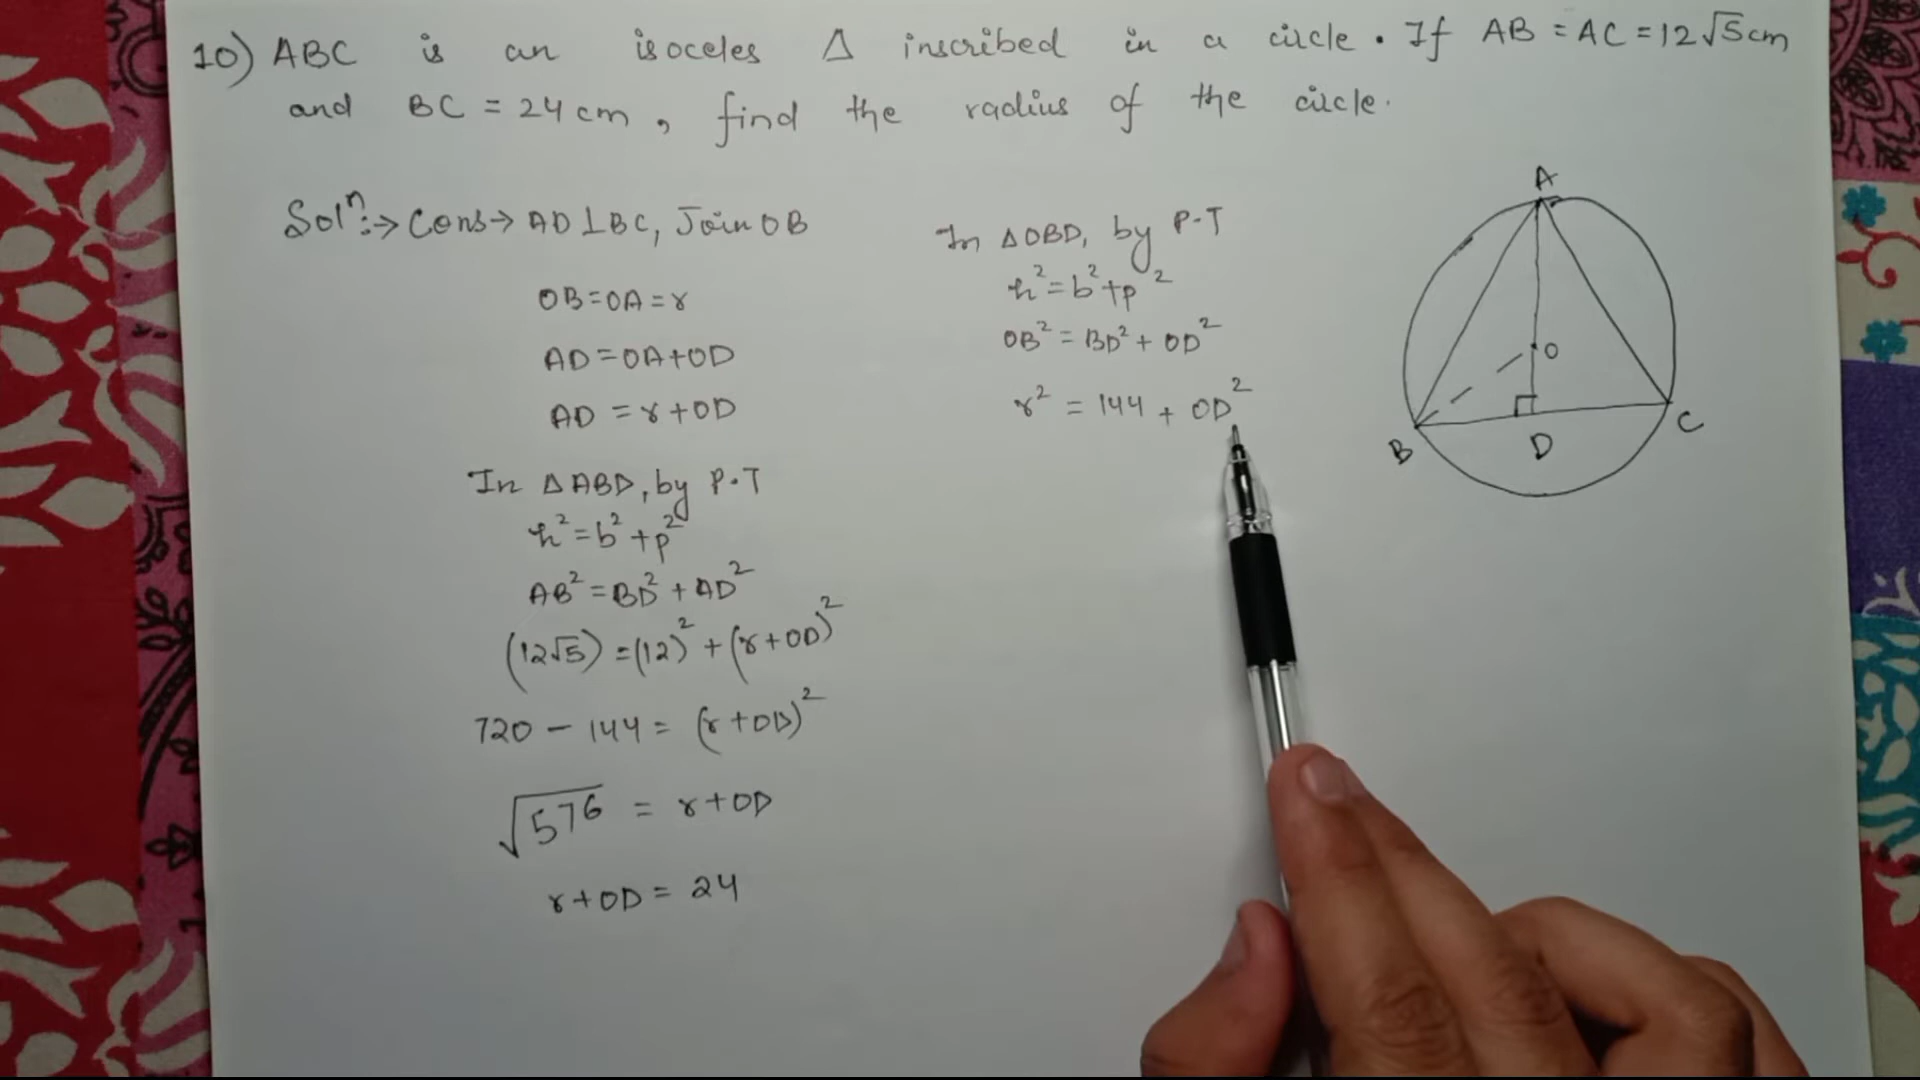 10) ABC is an isoceles Δ inscribed in a circle. If AB = AC = 12√5 cm
and BC = 24 cm, find the radius of the circle.
Solⁿ:→ Cons→ AD⊥BC, Join OB
OB = OA = r
AD = OA + OD
AD = r + OD
In ΔABD, by P.T
h² = b² + p²
AB² = BD² + AD²
(12√5) = (12)² + (r + OD)²
720 − 144 = (r + OD)²
√576 = r + OD
r + OD = 24
In ΔOBD, by P.T
h² = b² + p²
OB² = BD² + OD²
r² = 144 + OD²
A
O
B
D
C